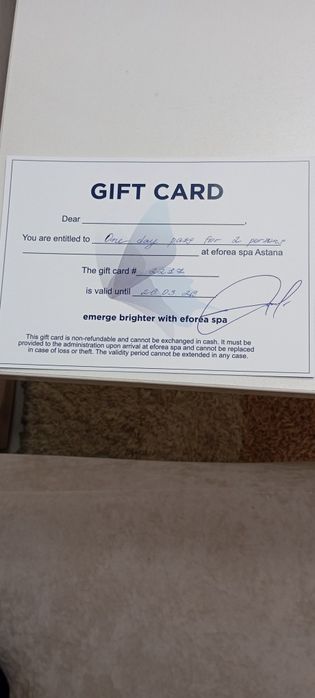 GIFT CARD
Dear
You are entitled to One day pass for 2 persons
at eforea spa Astana
The gift card #
is valid until
emerge brighter with eforea spa
This gift card is non-refundable and cannot be exchanged in cash. It must be
provided to the administration upon arrival at eforea spa and cannot be replaced
in case of loss or theft. The validity period cannot be extended in any case.